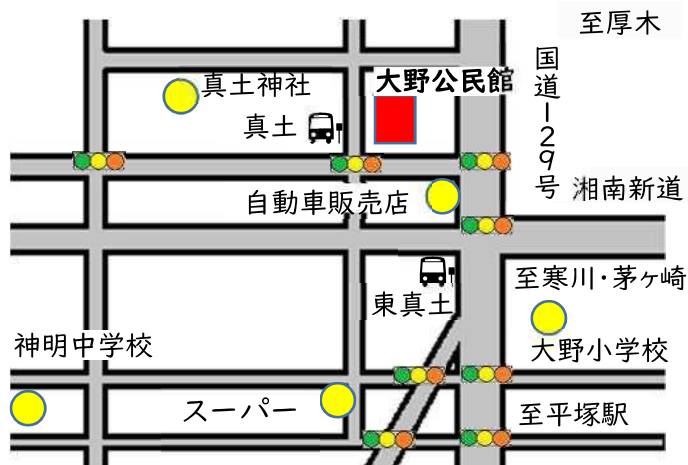 至厚木
国道129号
大野公民館
真土神社
真土
湘南新道
自動車販売店
至寒川・茅ヶ崎
東真土
大野小学校
神明中学校
スーパー
至平塚駅